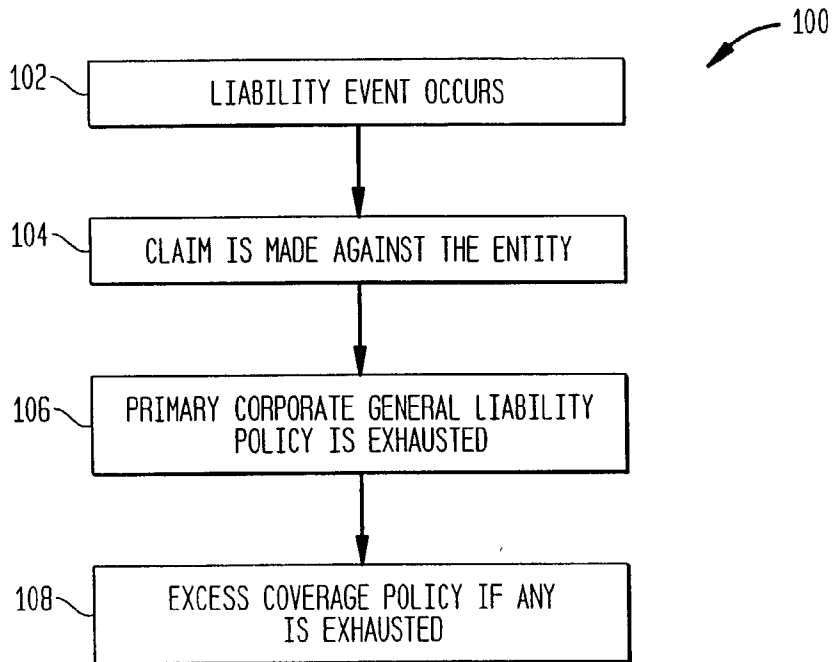 100
102
LIABILITY EVENT OCCURS
104
CLAIM IS MADE AGAINST THE ENTITY
106
PRIMARY CORPORATE GENERAL LIABILITY
POLICY IS EXHAUSTED
108
EXCESS COVERAGE POLICY IF ANY
IS EXHAUSTED